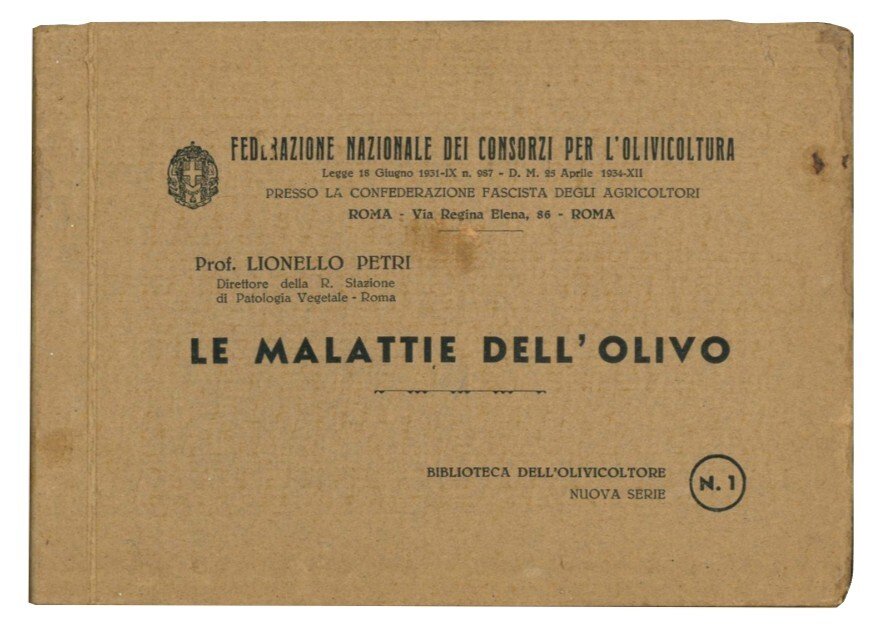 FEDERAZIONE NAZIONALE DEI CONSORZI PER L'OLIVICOLTURA
Legge 18 Giugno 1931-IX n. 987 - D. M. 25 Aprile 1934-XII
PRESSO LA CONFEDERAZIONE FASCISTA DEGLI AGRICOLTORI
ROMA - Via Regina Elena, 86 - ROMA
Prof. LIONELLO PETRI
Direttore della R. Stazione
di Patologia Vegetale - Roma
LE MALATTIE DELL'OLIVO
BIBLIOTECA DELL'OLIVICOLTORE
NUOVA SERIE
N. 1